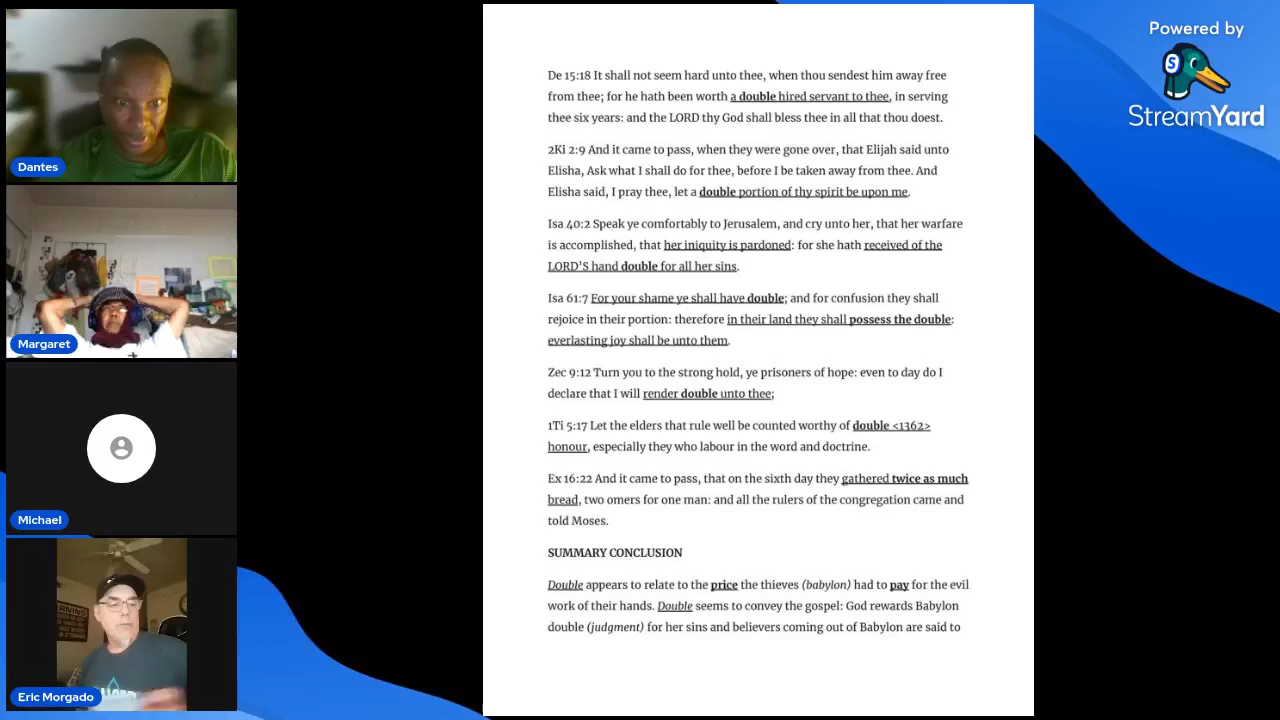 Dantes
Margaret
Michael
WARNING
Eric Morgado
De 15:18 It shall not seem hard unto thee, when thou sendest him away free
from thee; for he hath been worth a double hired servant to thee, in serving
thee six years: and the LORD thy God shall bless thee in all that thou doest.
2Ki 2:9 And it came to pass, when they were gone over, that Elijah said unto
Elisha, Ask what I shall do for thee, before I be taken away from thee. And
Elisha said, I pray thee, let a double portion of thy spirit be upon me.
Isa 40:2 Speak ye comfortably to Jerusalem, and cry unto her, that her warfare
is accomplished, that her iniquity is pardoned: for she hath received of the
LORD'S hand double for all her sins.
Isa 61:7 For your shame ye shall have double; and for confusion they shall
rejoice in their portion: therefore in their land they shall possess the double:
everlasting joy shall be unto them.
Zec 9:12 Turn you to the strong hold, ye prisoners of hope: even to day do I
declare that I will render double unto thee;
1Ti 5:17 Let the elders that rule well be counted worthy of double <1362>
honour, especially they who labour in the word and doctrine.
Ex 16:22 And it came to pass, that on the sixth day they gathered twice as much
bread, two omers for one man: and all the rulers of the congregation came and
told Moses.
SUMMARY CONCLUSION
Double appears to relate to the price the thieves (babylon) had to pay for the evil
work of their hands. Double seems to convey the gospel: God rewards Babylon
double (judgment) for her sins and believers coming out of Babylon are said to
Powered by
S
StreamYard